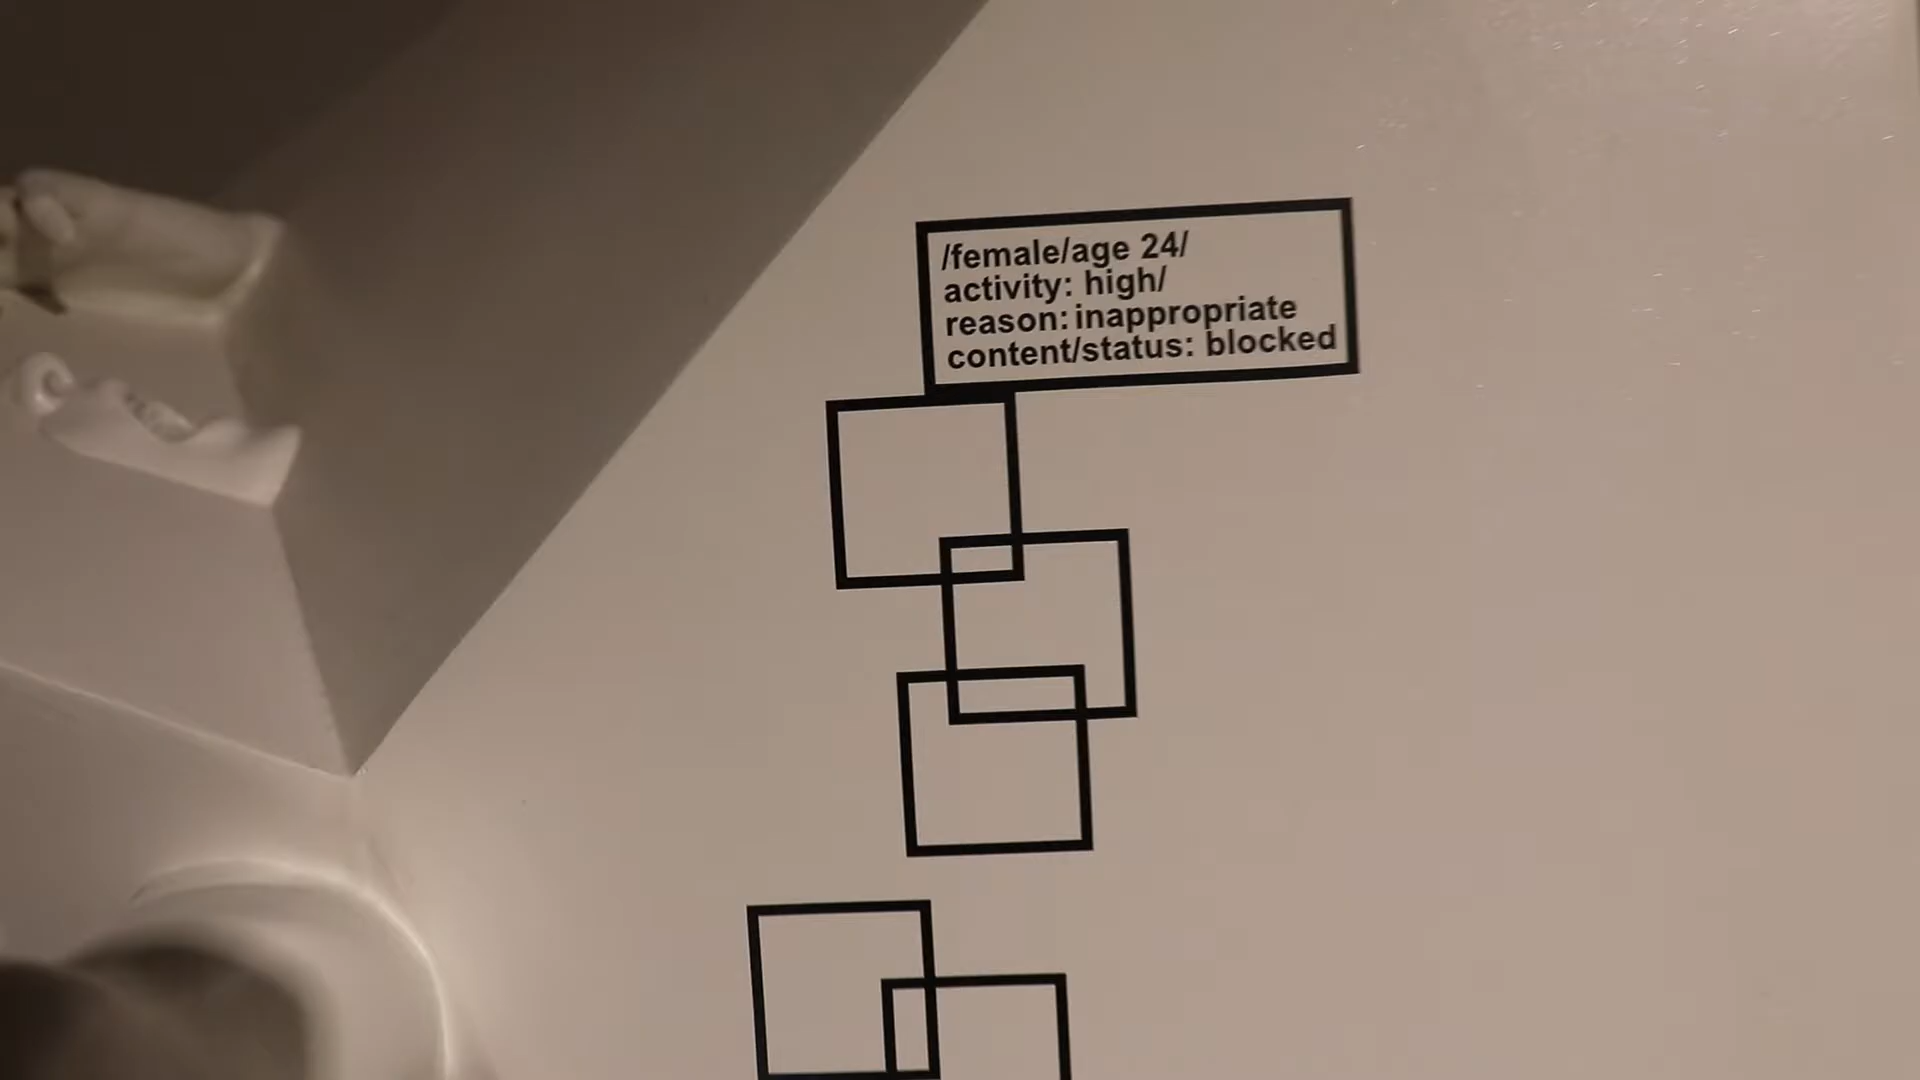 /female/age 24/
activity: high/
reason: inappropriate
content/status: blocked